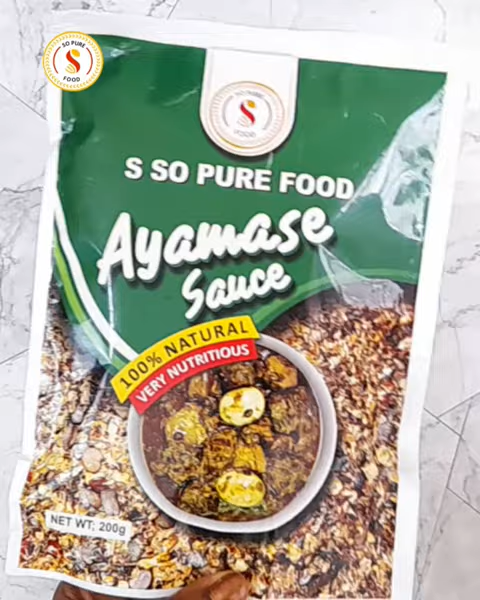 SO PURE
S
FOOD
SO PURE
S
FOOD
S SO PURE FOOD
Ayamase
Sauce
100% NATURAL
VERY NUTRITIOUS
NET WT: 200g